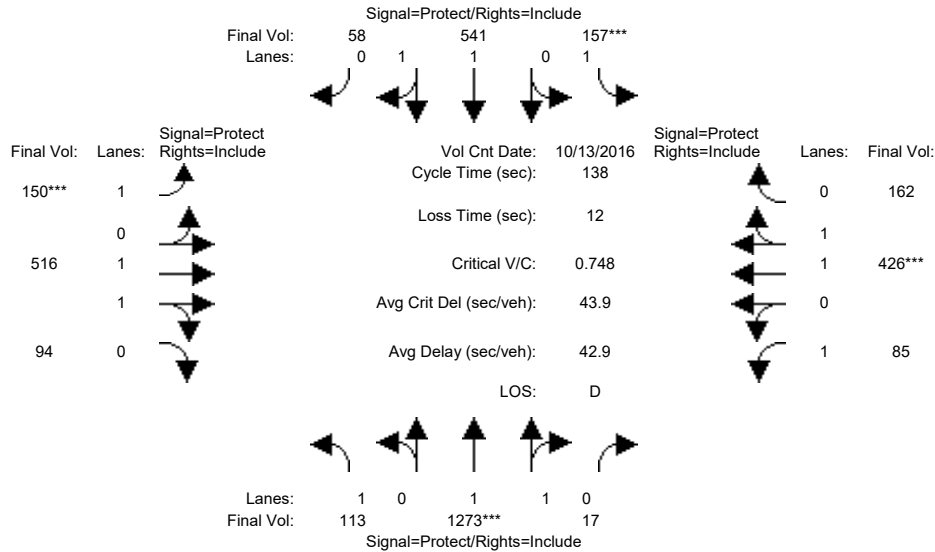 Signal=Protect/Rights=Include
Final Vol: 58 541 157***
Lanes: 0 1 1 0 1
Signal=Protect
Final Vol: Lanes: Rights=Include
Vol Cnt Date: 10/13/2016
Signal=Protect
Rights=Include Lanes: Final Vol:
Cycle Time (sec): 138
150*** 1
0 162
Loss Time (sec): 12
0
1
516 1
Critical V/C: 0.748
1 426***
1
Avg Crit Del (sec/veh): 43.9
0
94 0
Avg Delay (sec/veh): 42.9
1 85
LOS: D
Lanes: 1 0 1 1 0
Final Vol: 113 1273*** 17
Signal=Protect/Rights=Include